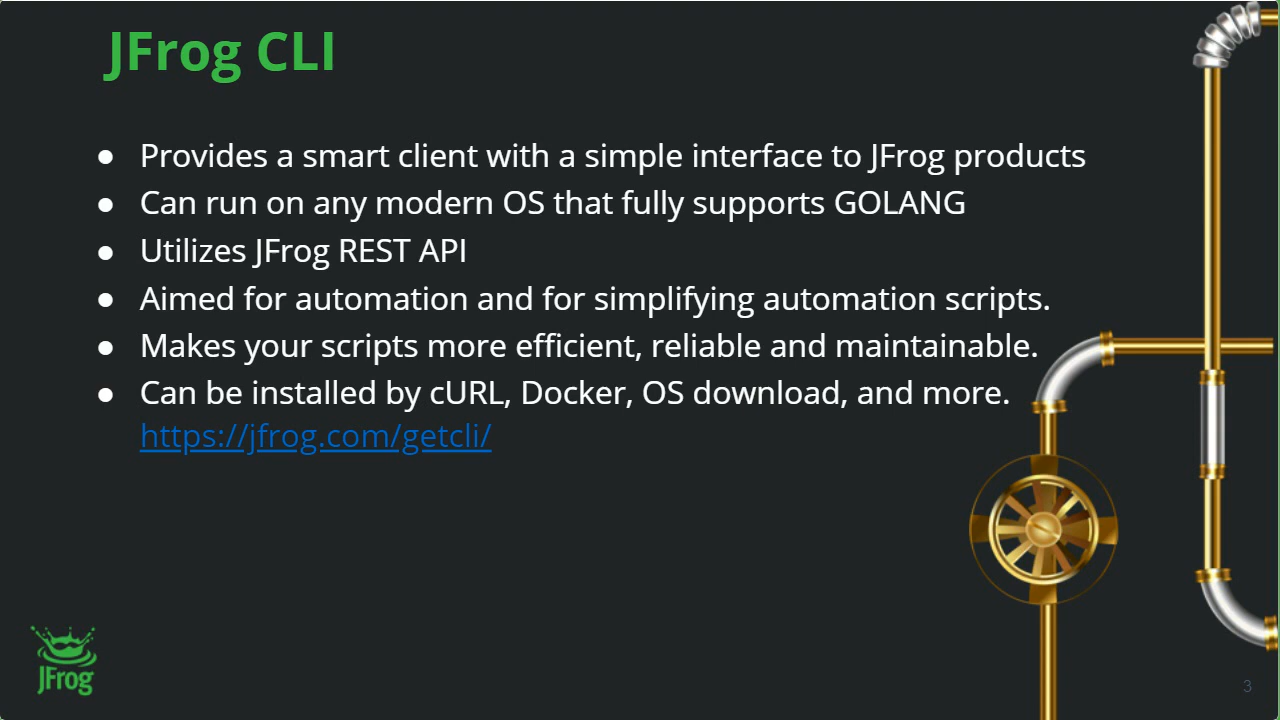 JFrog CLI
● Provides a smart client with a simple interface to JFrog products
● Can run on any modern OS that fully supports GOLANG
● Utilizes JFrog REST API
● Aimed for automation and for simplifying automation scripts.
● Makes your scripts more efficient, reliable and maintainable.
● Can be installed by cURL, Docker, OS download, and more.
https://jfrog.com/getcli/
JFrog
3